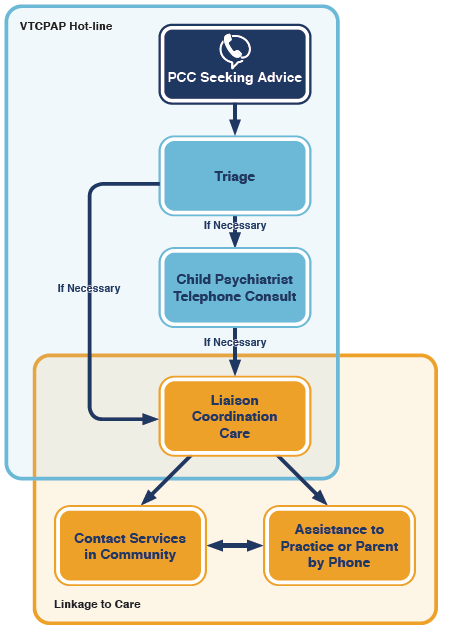 VTCPAP Hot-line
PCC Seeking Advice
Triage
If Necessary
Child Psychiatrist
Telephone Consult
If Necessary
If Necessary
Liaison
Coordination
Care
Contact Services
in Community
Assistance to
Practice or Parent
by Phone
Linkage to Care